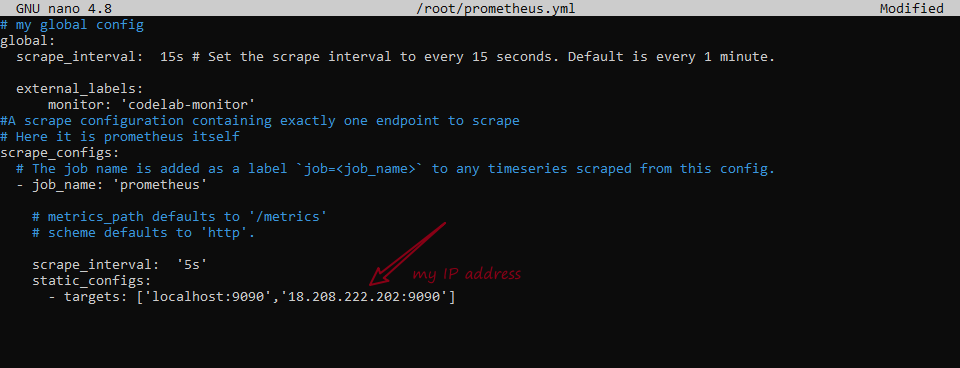 GNU nano 4.8 /root/prometheus.yml Modified
# my global config
global:
scrape_interval: 15s # Set the scrape interval to every 15 seconds. Default is every 1 minute.
external_labels:
monitor: 'codelab-monitor'
#A scrape configuration containing exactly one endpoint to scrape
# Here it is prometheus itself
scrape_configs:
# The job name is added as a label `job=<job_name>` to any timeseries scraped from this config.
- job_name: 'prometheus'
# metrics_path defaults to '/metrics'
# scheme defaults to 'http'.
scrape_interval: '5s'
my IP address
static_configs:
- targets: ['localhost:9090','18.208.222.202:9090']